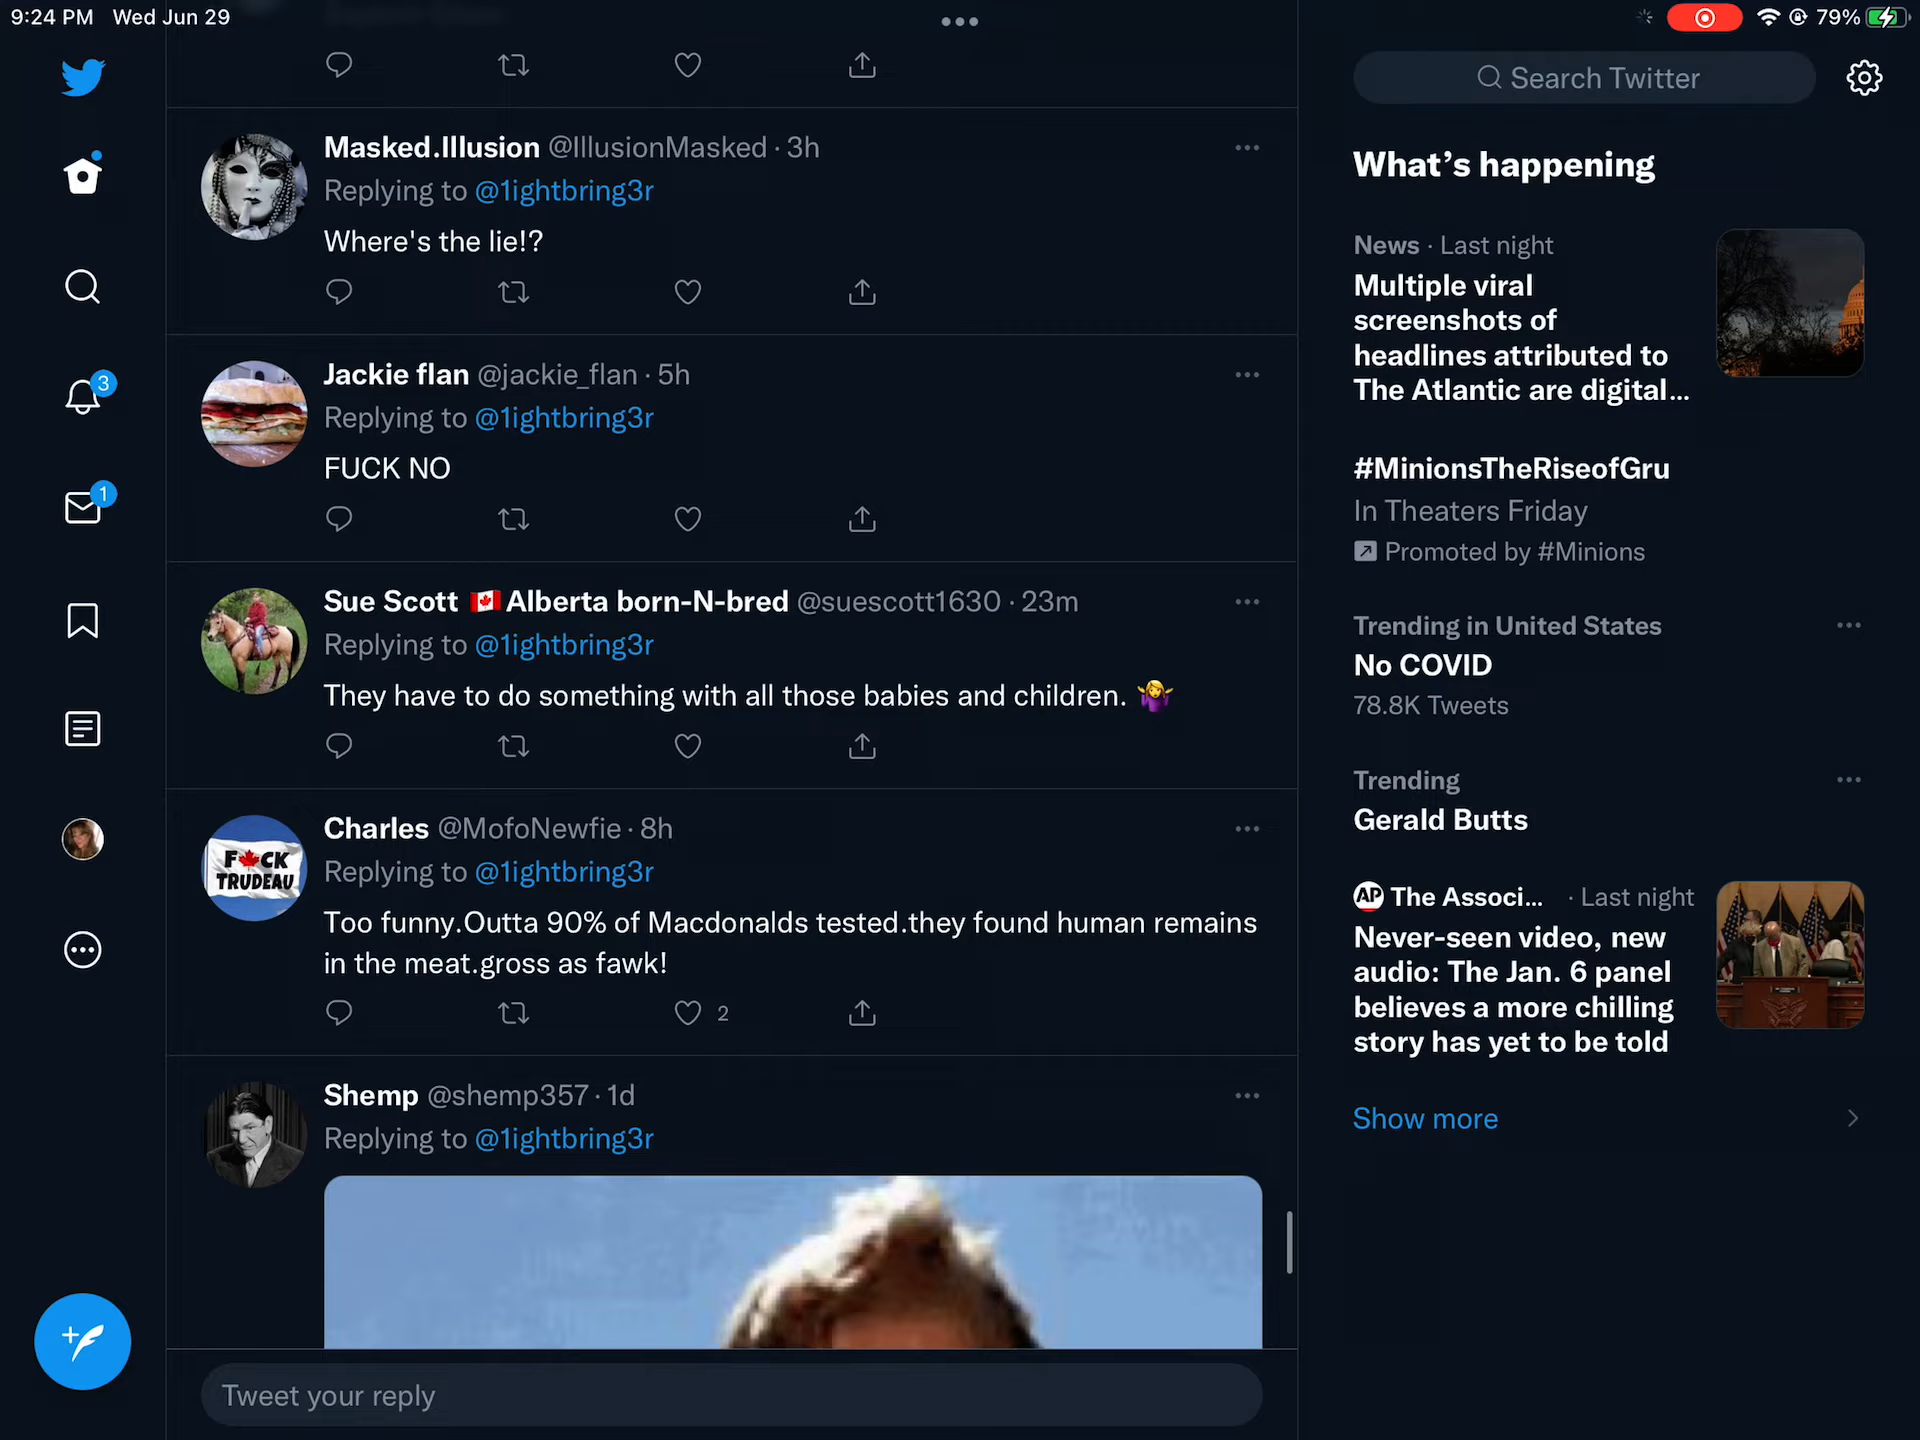 9:24 PM Wed Jun 29
79%
Masked.Illusion @IllusionMasked · 3h
Replying to @1ightbring3r
Where's the lie!?
Jackie flan @jackie_flan · 5h
Replying to @1ightbring3r
FUCK NO
Sue Scott 🇨🇦 Alberta born-N-bred @suescott1630 · 23m
Replying to @1ightbring3r
They have to do something with all those babies and children. 🤷‍♀️
Charles @MofoNewfie · 8h
F CK
TRUDEAU
Replying to @1ightbring3r
Too funny.Outta 90% of Macdonalds tested.they found human remains
in the meat.gross as fawk!
2
Shemp @shemp357 · 1d
Replying to @1ightbring3r
Tweet your reply
3
1
Search Twitter
What's happening
News · Last night
Multiple viral
screenshots of
headlines attributed to
The Atlantic are digital...
#MinionsTheRiseofGru
In Theaters Friday
Promoted by #Minions
Trending in United States
No COVID
78.8K Tweets
Trending
Gerald Butts
AP The Associ... · Last night
Never-seen video, new
audio: The Jan. 6 panel
believes a more chilling
story has yet to be told
Show more